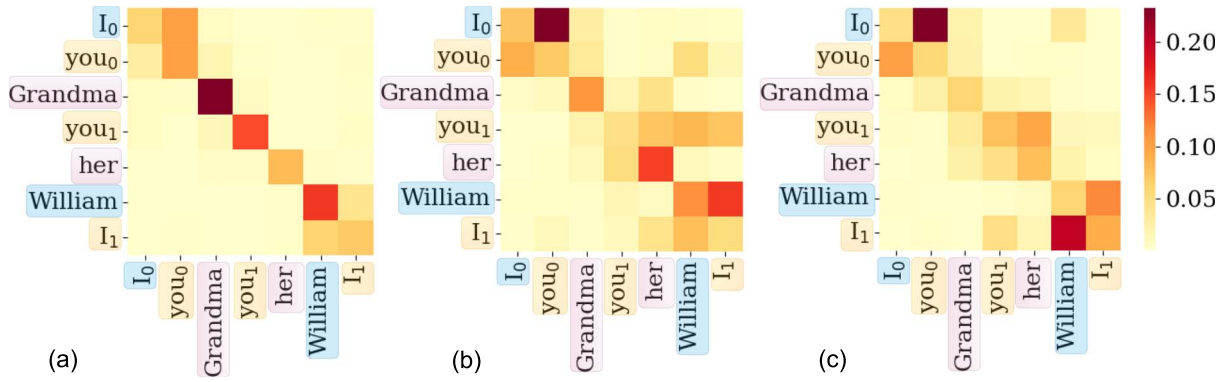 I₀
you₀
Grandma
you₁
her
William
I₁
I₀
you₀
Grandma
you₁
her
William
I₁
(a)
I₀
you₀
Grandma
you₁
her
William
I₁
I₀
you₀
Grandma
you₁
her
William
I₁
(b)
I₀
you₀
Grandma
you₁
her
William
I₁
I₀
you₀
Grandma
you₁
her
William
I₁
(c)
0.20
0.15
0.10
0.05